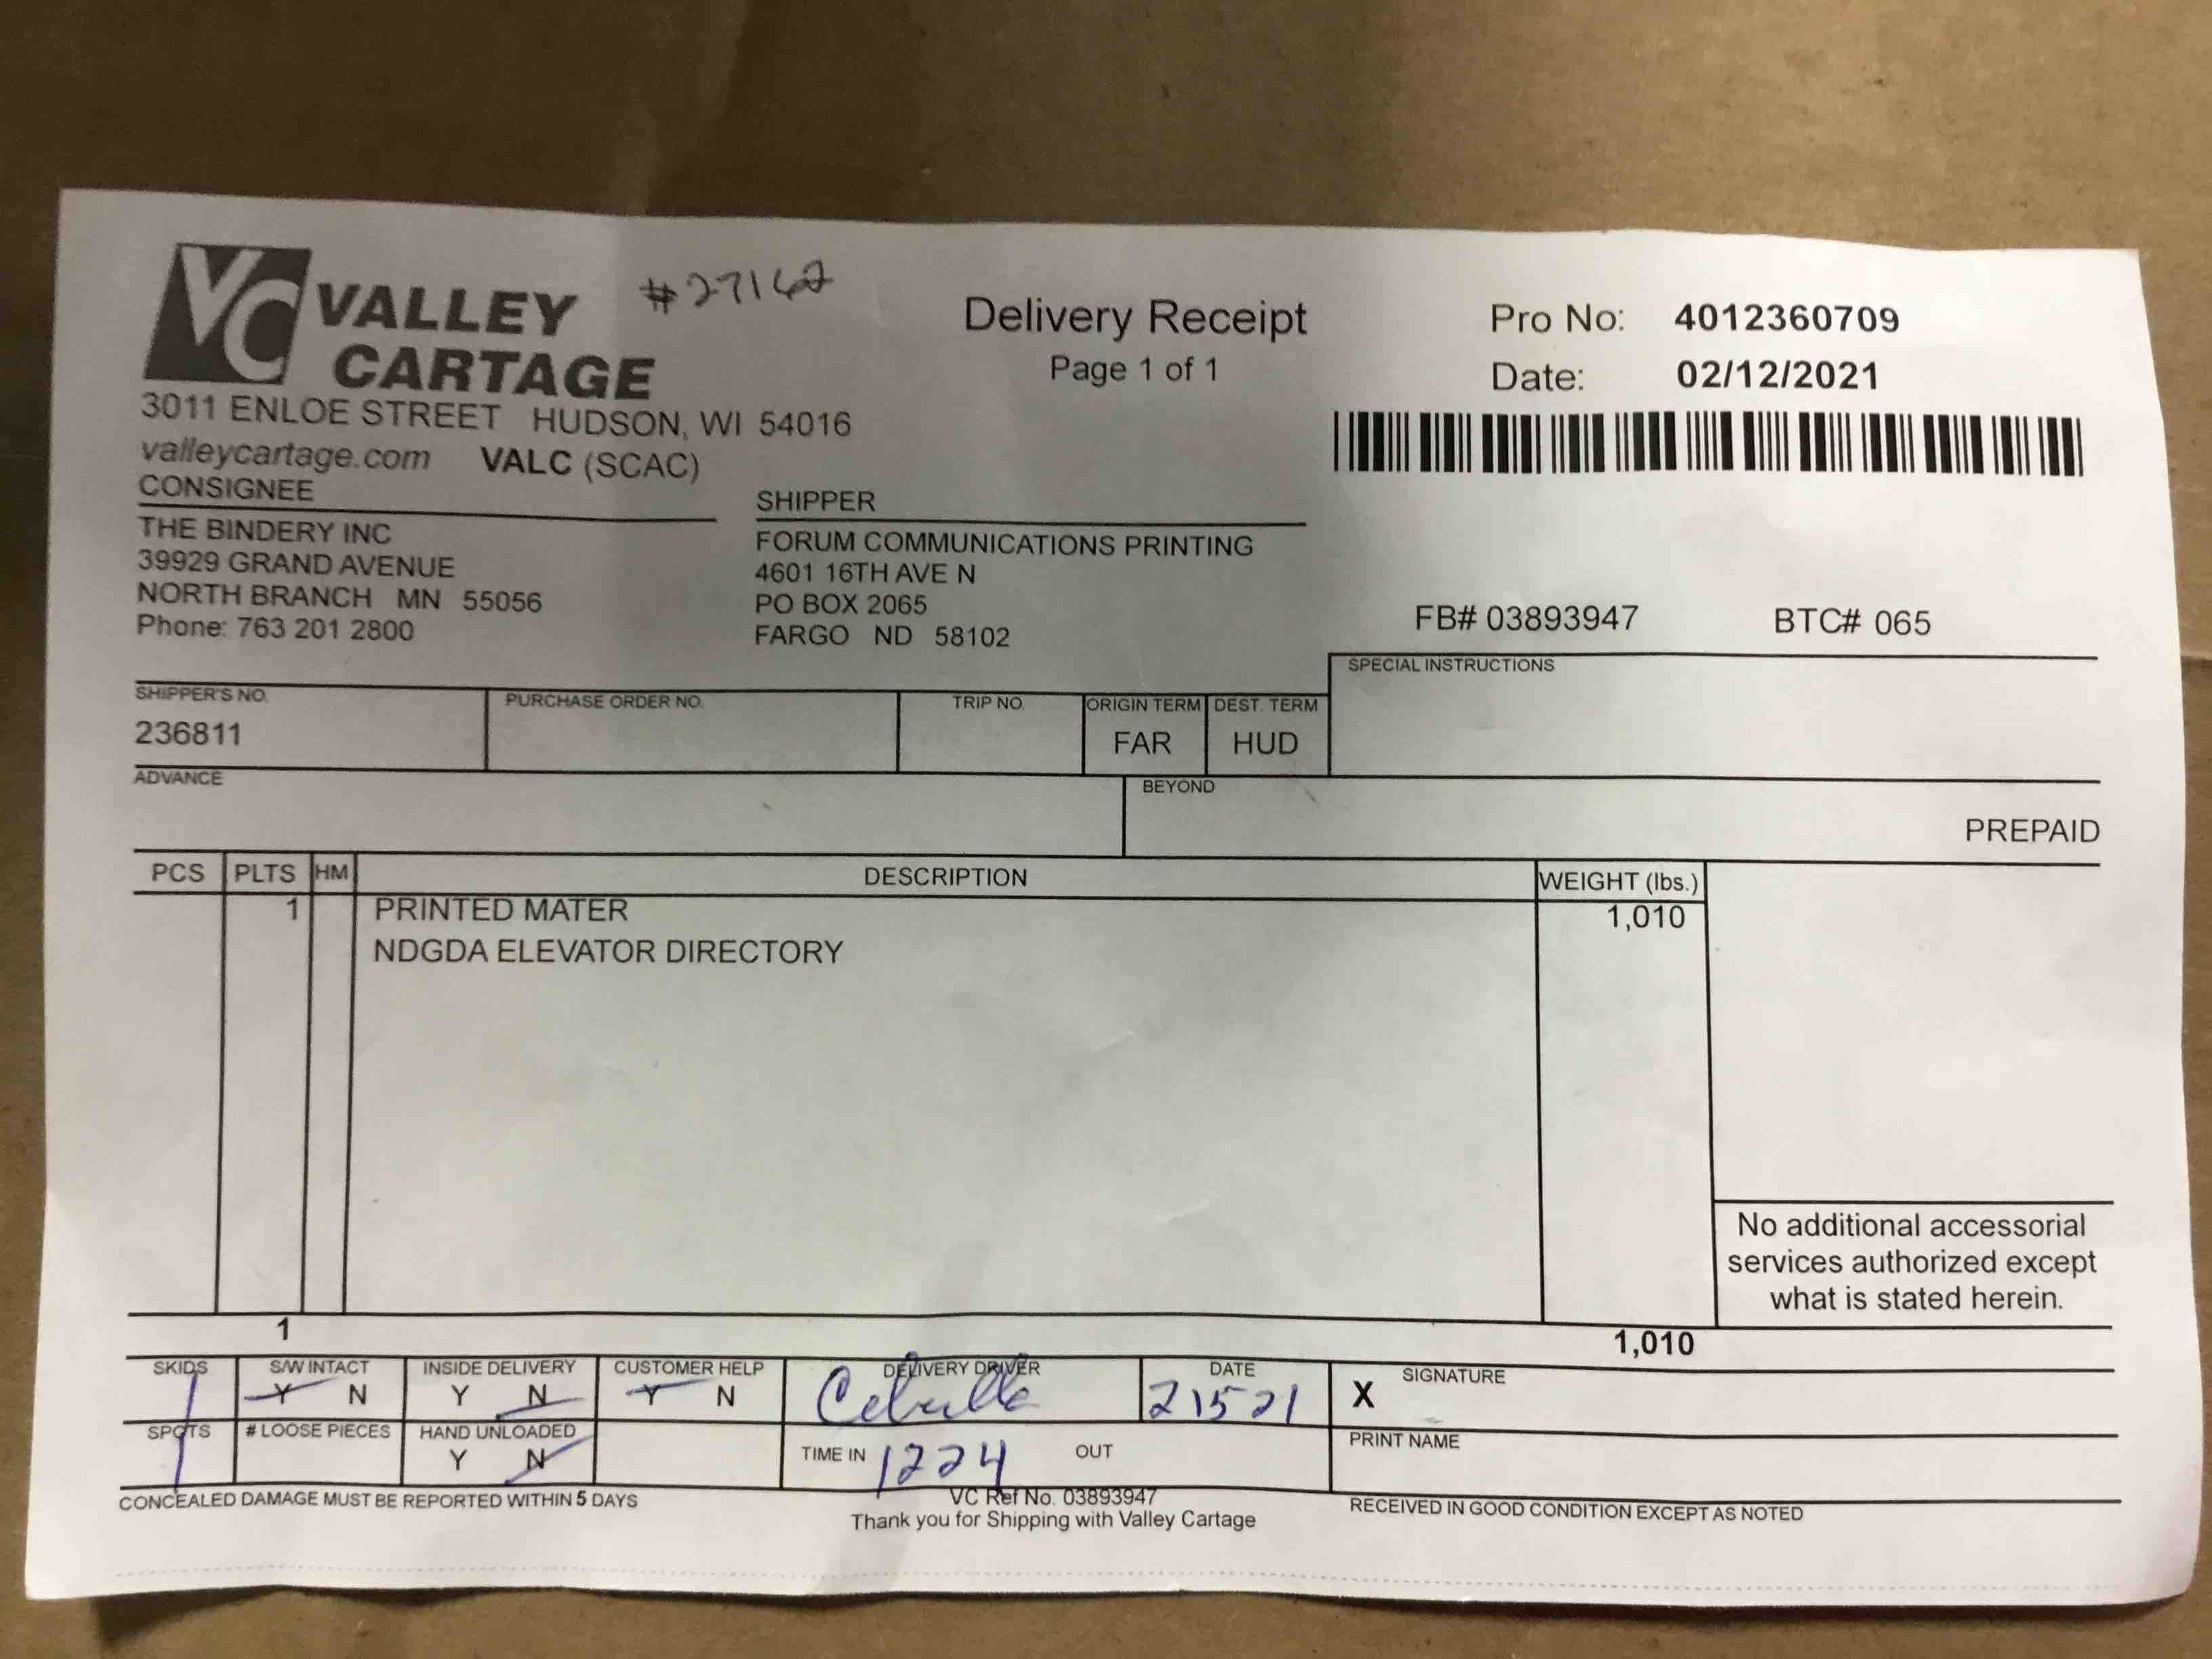 VC VALLEY CARTAGE
#27162
Delivery Receipt
Page 1 of 1
Pro No: 4012360709
Date: 02/12/2021
3011 ENLOE STREET HUDSON, WI 54016
valleycartage.com VALC (SCAC)
CONSIGNEE
THE BINDERY INC
39929 GRAND AVENUE
NORTH BRANCH MN 55056
Phone: 763 201 2800
SHIPPER
FORUM COMMUNICATIONS PRINTING
4601 16TH AVE N
PO BOX 2065
FARGO ND 58102
FB# 03893947 BTC# 065
SPECIAL INSTRUCTIONS
SHIPPER'S NO. PURCHASE ORDER NO. TRIP NO. ORIGIN TERM DEST. TERM
236811 FAR HUD
ADVANCE BEYOND
PREPAID
PCS PLTS HM DESCRIPTION WEIGHT (lbs.)
1 PRINTED MATER 1,010
NDGDA ELEVATOR DIRECTORY
No additional accessorial
services authorized except
what is stated herein.
1 1,010
SKIDS S/W INTACT INSIDE DELIVERY CUSTOMER HELP DELIVERY DRIVER DATE SIGNATURE
1 Y N Y N Y N 21521 X
SPOTS # LOOSE PIECES HAND UNLOADED PRINT NAME
1 Y N TIME IN 1224 OUT
CONCEALED DAMAGE MUST BE REPORTED WITHIN 5 DAYS
VC Ref No. 03893947
Thank you for Shipping with Valley Cartage
RECEIVED IN GOOD CONDITION EXCEPT AS NOTED